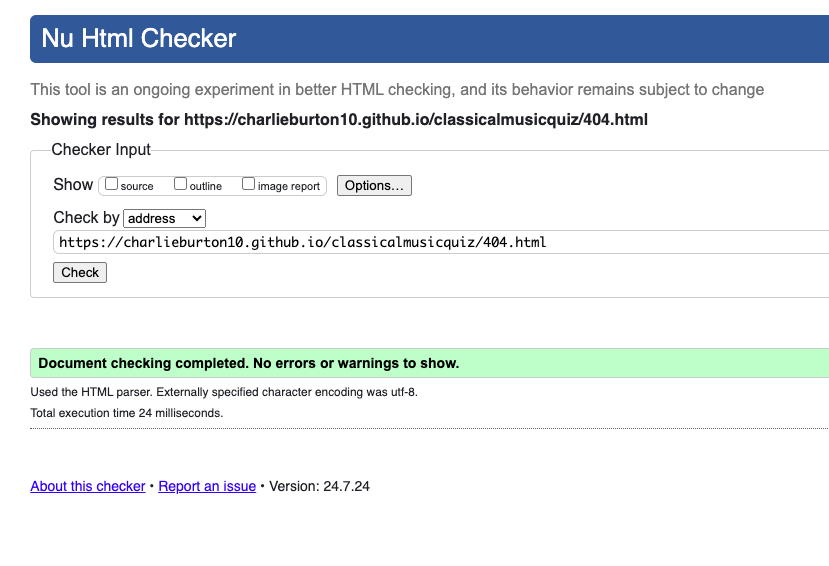 Nu Html Checker
This tool is an ongoing experiment in better HTML checking, and its behavior remains subject to change
Showing results for https://charlieburton10.github.io/classicalmusicquiz/404.html
Checker Input
Show source outline image report Options...
Check by address
https://charlieburton10.github.io/classicalmusicquiz/404.html
Check
Document checking completed. No errors or warnings to show.
Used the HTML parser. Externally specified character encoding was utf-8.
Total execution time 24 milliseconds.
About this checker • Report an issue • Version: 24.7.24